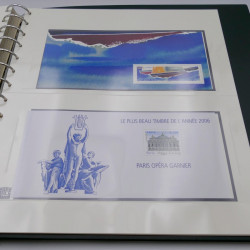 LE PLUS BEAU TIMBRE DE L'ANNÉE 2006
PARIS OPÉRA GARNIER